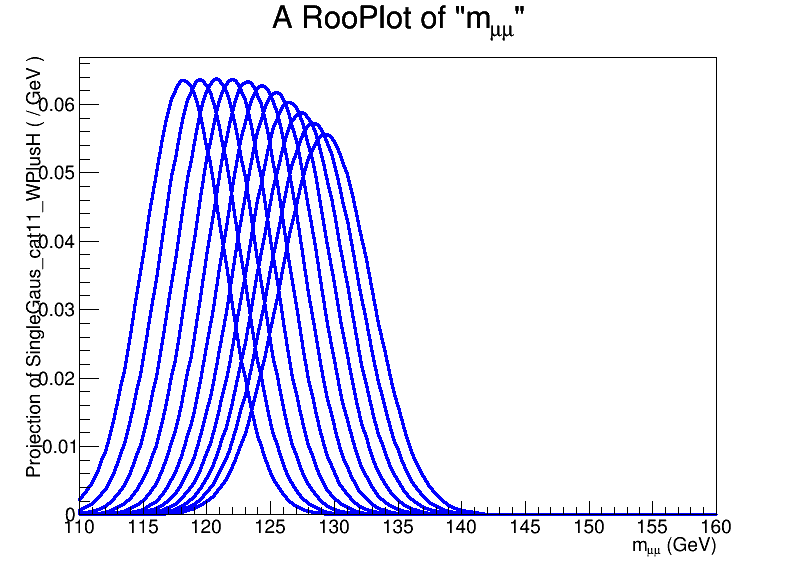 A RooPlot of "mμμ"
Projection of SingleGaus_cat11_WPlusH ( / GeV )
0.06
0.05
0.04
0.03
0.02
0.01
0
110 115 120 125 130 135 140 145 150 155 160
mμμ (GeV)